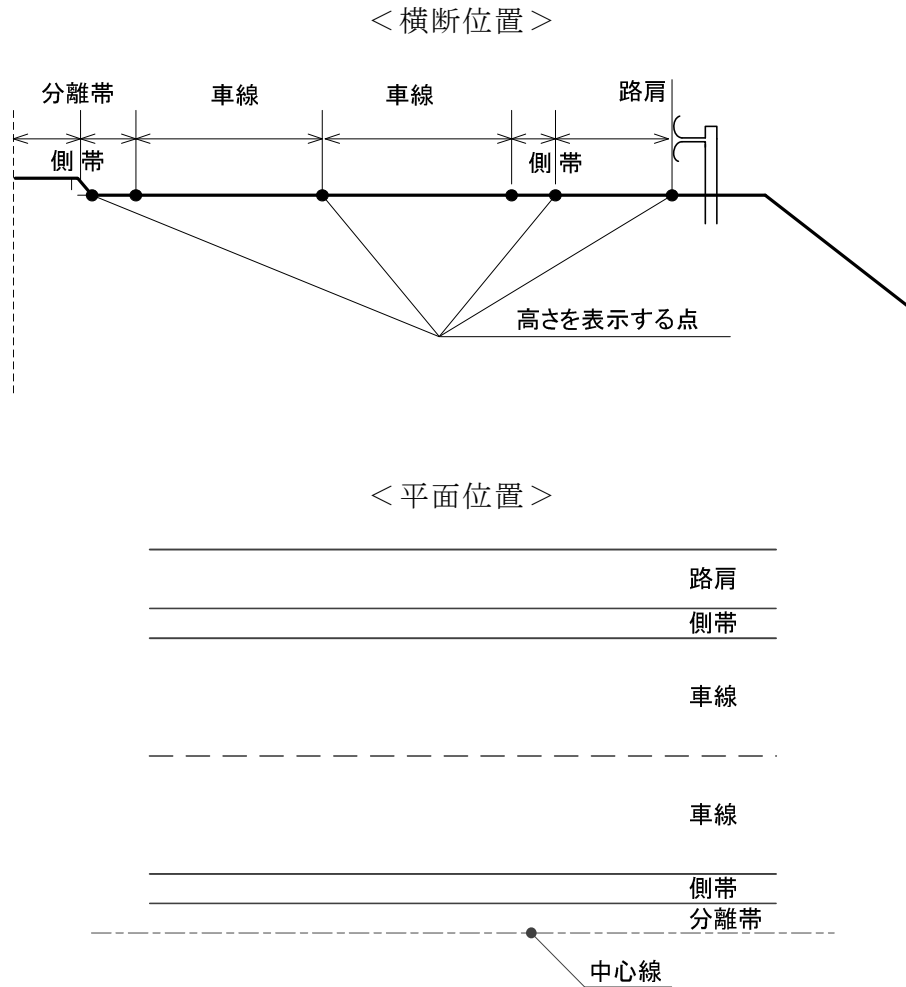 ＜横断位置＞
分離帯
車線
車線
路肩
側帯
側帯
高さを表示する点
＜平面位置＞
路肩
側帯
車線
車線
側帯
分離帯
中心線